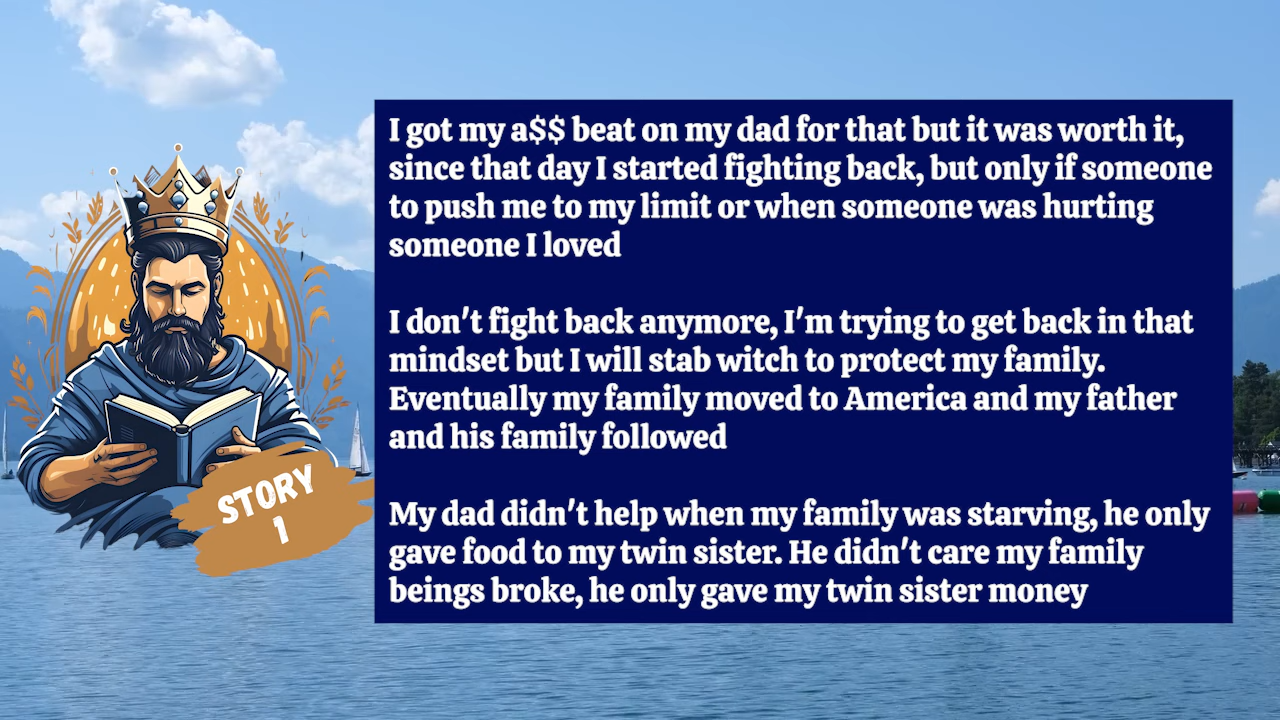 I got my a$$ beat on my dad for that but it was worth it,
since that day I started fighting back, but only if someone
to push me to my limit or when someone was hurting
someone I loved
I don't fight back anymore, I'm trying to get back in that
mindset but I will stab witch to protect my family.
Eventually my family moved to America and my father
and his family followed
My dad didn't help when my family was starving, he only
gave food to my twin sister. He didn't care my family
beings broke, he only gave my twin sister money
STORY
1